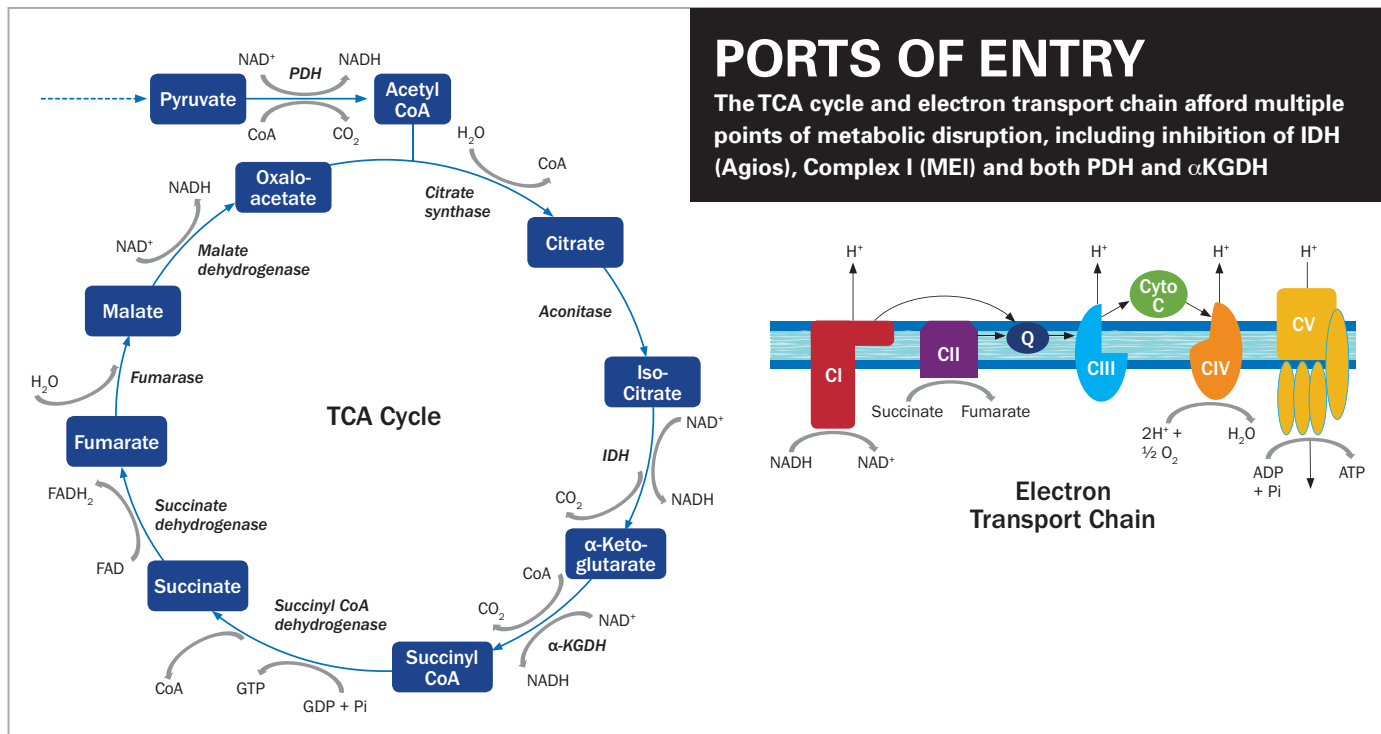 PORTS OF ENTRY
The TCA cycle and electron transport chain afford multiple
points of metabolic disruption, including inhibition of IDH
(Agios), Complex I (MEI) and both PDH and αKGDH
NAD⁺
PDH
NADH
Pyruvate
Acetyl
CoA
CoA
CO₂
H₂O
CoA
Citrate
synthase
Oxalo-
acetate
NADH
NAD⁺
Malate
dehydrogenase
Citrate
Aconitase
Malate
Iso-
Citrate
H₂O
Fumarase
TCA Cycle
NAD⁺
Fumarate
IDH
NADH
CO₂
FADH₂
Succinate
dehydrogenase
FAD
α-Keto-
glutarate
CoA
CO₂
NAD⁺
α-KGDH
NADH
Succinate
Succinyl CoA
dehydrogenase
Succinyl
CoA
CoA
GTP
GDP + Pi
H⁺
H⁺
H⁺
H⁺
Cyto
C
CV
Q
CII
CI
CIII
CIV
Succinate
Fumarate
NADH
NAD⁺
2H⁺ +
½ O₂
H₂O
ADP
+ Pi
ATP
Electron
Transport Chain